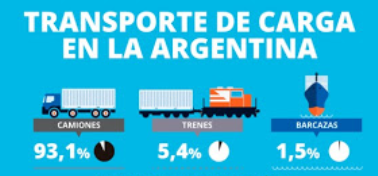 TRANSPORTE DE CARGA
EN LA ARGENTINA
CAMIONES TRENES BARCAZAS
93,1% 5,4% 1,5%